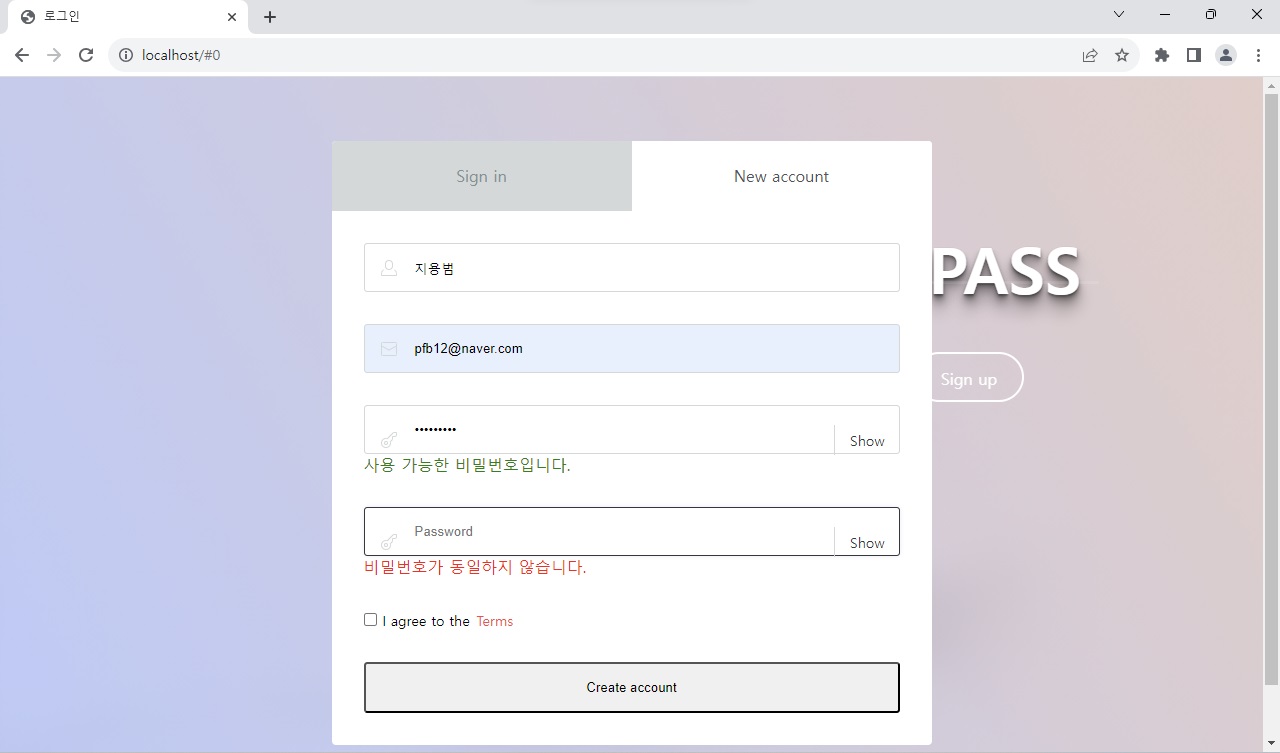 로그인
localhost/#0
Sign in
New account
지용범
PASS
pfb12@naver.com
Sign up
•••••••••
Show
사용 가능한 비밀번호입니다.
Password
Show
비밀번호가 동일하지 않습니다.
I agree to the Terms
Create account